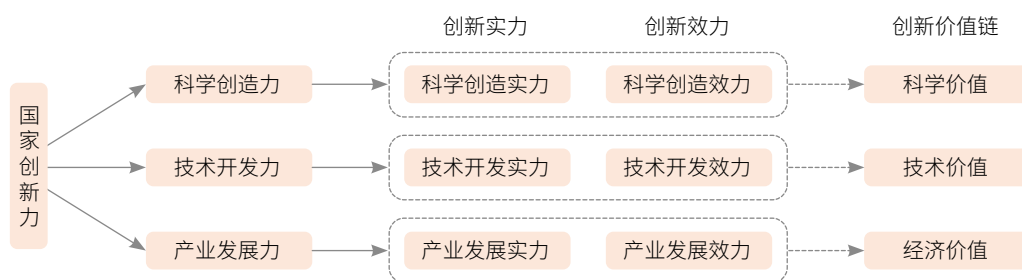 创新实力 创新效力 创新价值链
国家创新力
科学创造力 科学创造实力 科学创造效力 科学价值
技术开发力 技术开发实力 技术开发效力 技术价值
产业发展力 产业发展实力 产业发展效力 经济价值